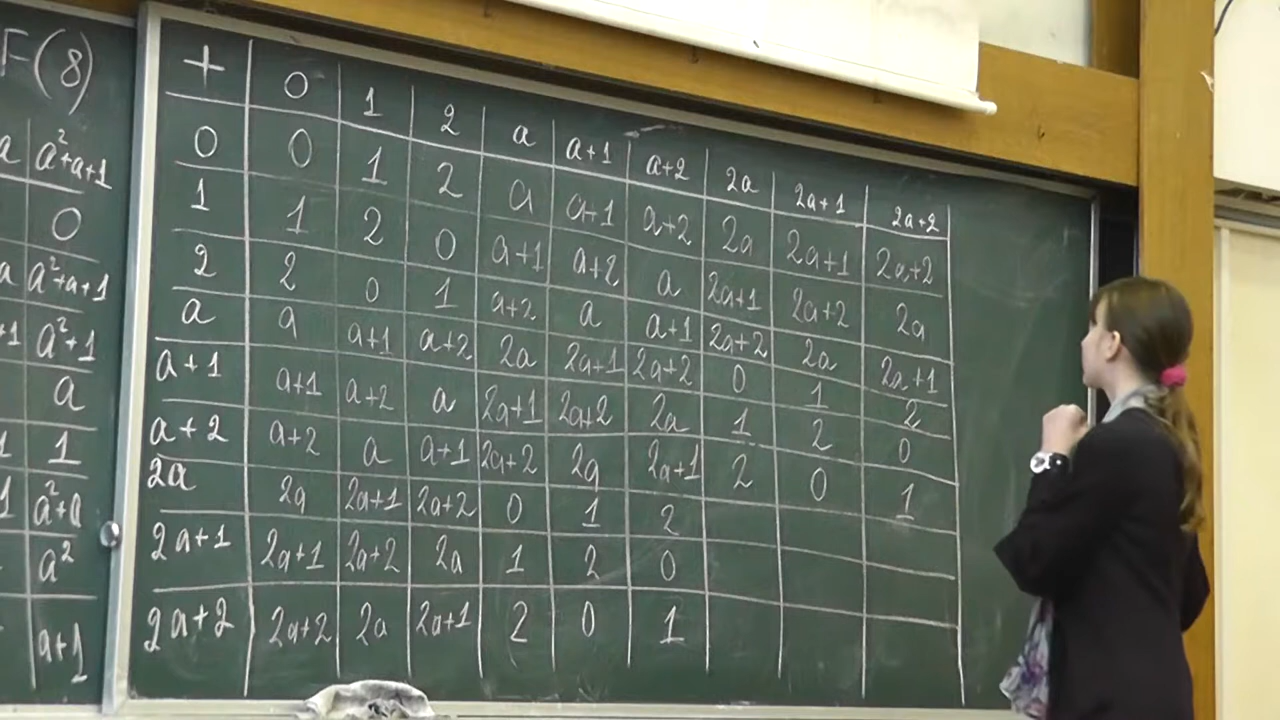 F(8)
a a²+a+1
0
a a²+a+1
+1 a²+1
a
1 1
1 a²+a
a²
a+1
+ 0 1 2 a a+1 a+2 2a 2a+1 2a+2
0 0 1 2 a a+1 a+2 2a 2a+1 2a+2
1 1 2 0 a+1 a+2 a 2a+1 2a+2 2a
2 2 0 1 a+2 a a+1 2a+2 2a 2a+1
a a a+1 a+2 2a 2a+1 2a+2 0 1 2
a+1 a+1 a+2 a 2a+1 2a+2 2a 1 2 0
a+2 a+2 a a+1 2a+2 2a 2a+1 2 0 1
2a 2a 2a+1 2a+2 0 1 2
2a+1 2a+1 2a+2 2a 1 2 0
2a+2 2a+2 2a 2a+1 2 0 1